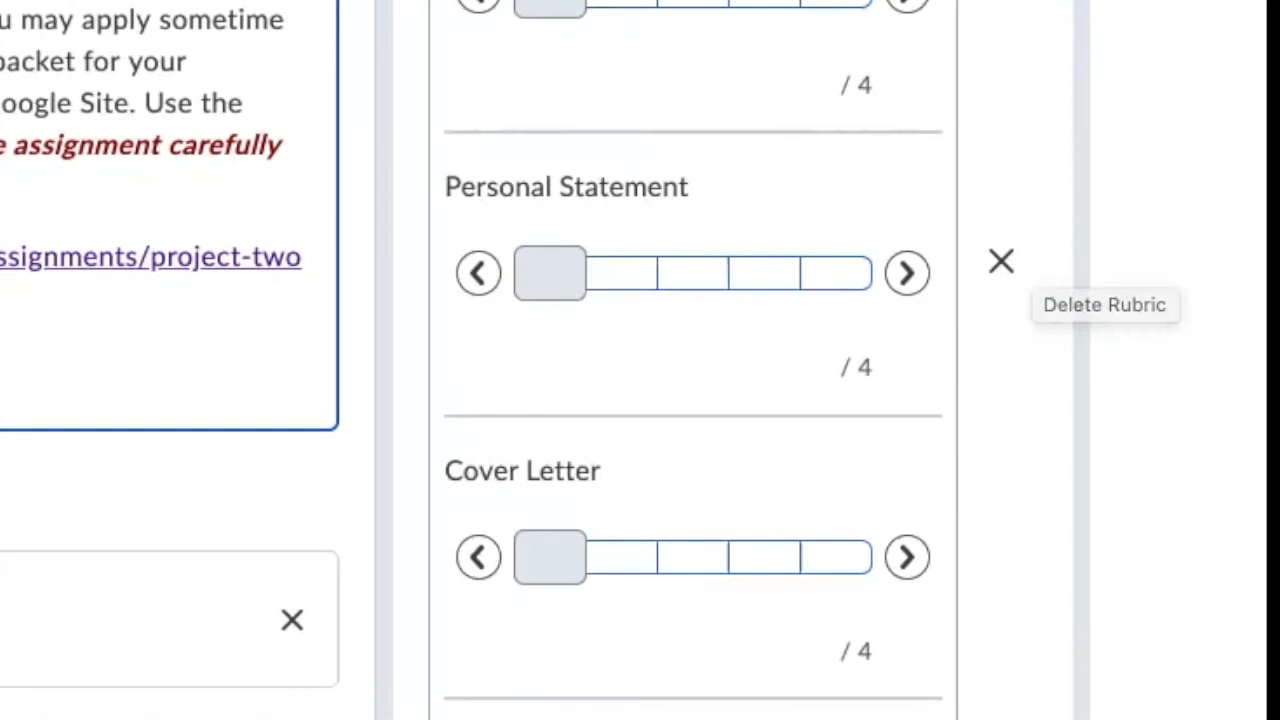 u may apply sometime
packet for your
oogle Site. Use the
e assignment carefully
ssignments/project-two
/ 4
Personal Statement
/ 4
Delete Rubric
Cover Letter
/ 4